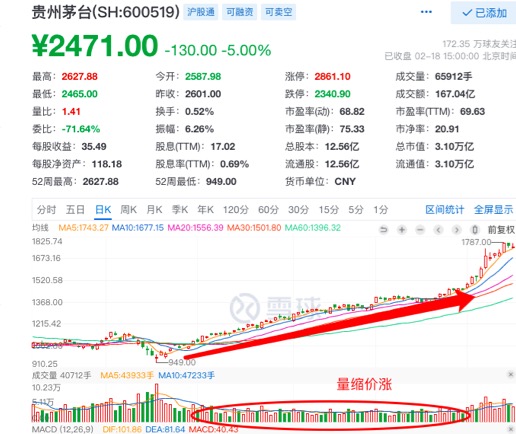 贵州茅台(SH:600519) 沪股通 可融资 可卖空 ••• ✓ 已添加
¥2471.00 -130.00 -5.00% 172.35 万球友关注
已收盘 02-18 15:00:00 北京时间
最高：2627.88 今开：2587.98 涨停：2861.10 成交量：65912手
最低：2465.00 昨收：2601.00 跌停：2340.90 成交额：167.04亿
量比：1.41 换手：0.52% 市盈率(动)：68.82 市盈率(TTM)：69.63
委比：-71.64% 振幅：6.26% 市盈率(静)：75.33 市净率：20.91
每股收益：35.49 股息(TTM)：17.02 总股本：12.56亿 总市值：3.10万亿
每股净资产：118.18 股息率(TTM)：0.69% 流通股：12.56亿 流通值：3.10万亿
52周最高：2627.88 52周最低：949.00 货币单位：CNY
分时 五日 日K 周K 月K 季K 年K 120分 60分 30分 15分 5分 1分 区间统计 全屏显示
均线 MA5:1743.27 MA10:1677.15 MA20:1556.39 MA30:1501.80 MA60:1396.32 前复权
1825.74 1787.00
1673.16
1520.58
1368.00
雪球
1215.42
910.25 949.00
成交量 40712手 MA5:43933手 MA10:47233手
量缩价涨
10.23万
5.11万
MACD (12,26,9) DIF:101.86 DEA:81.64 MACD:40.43